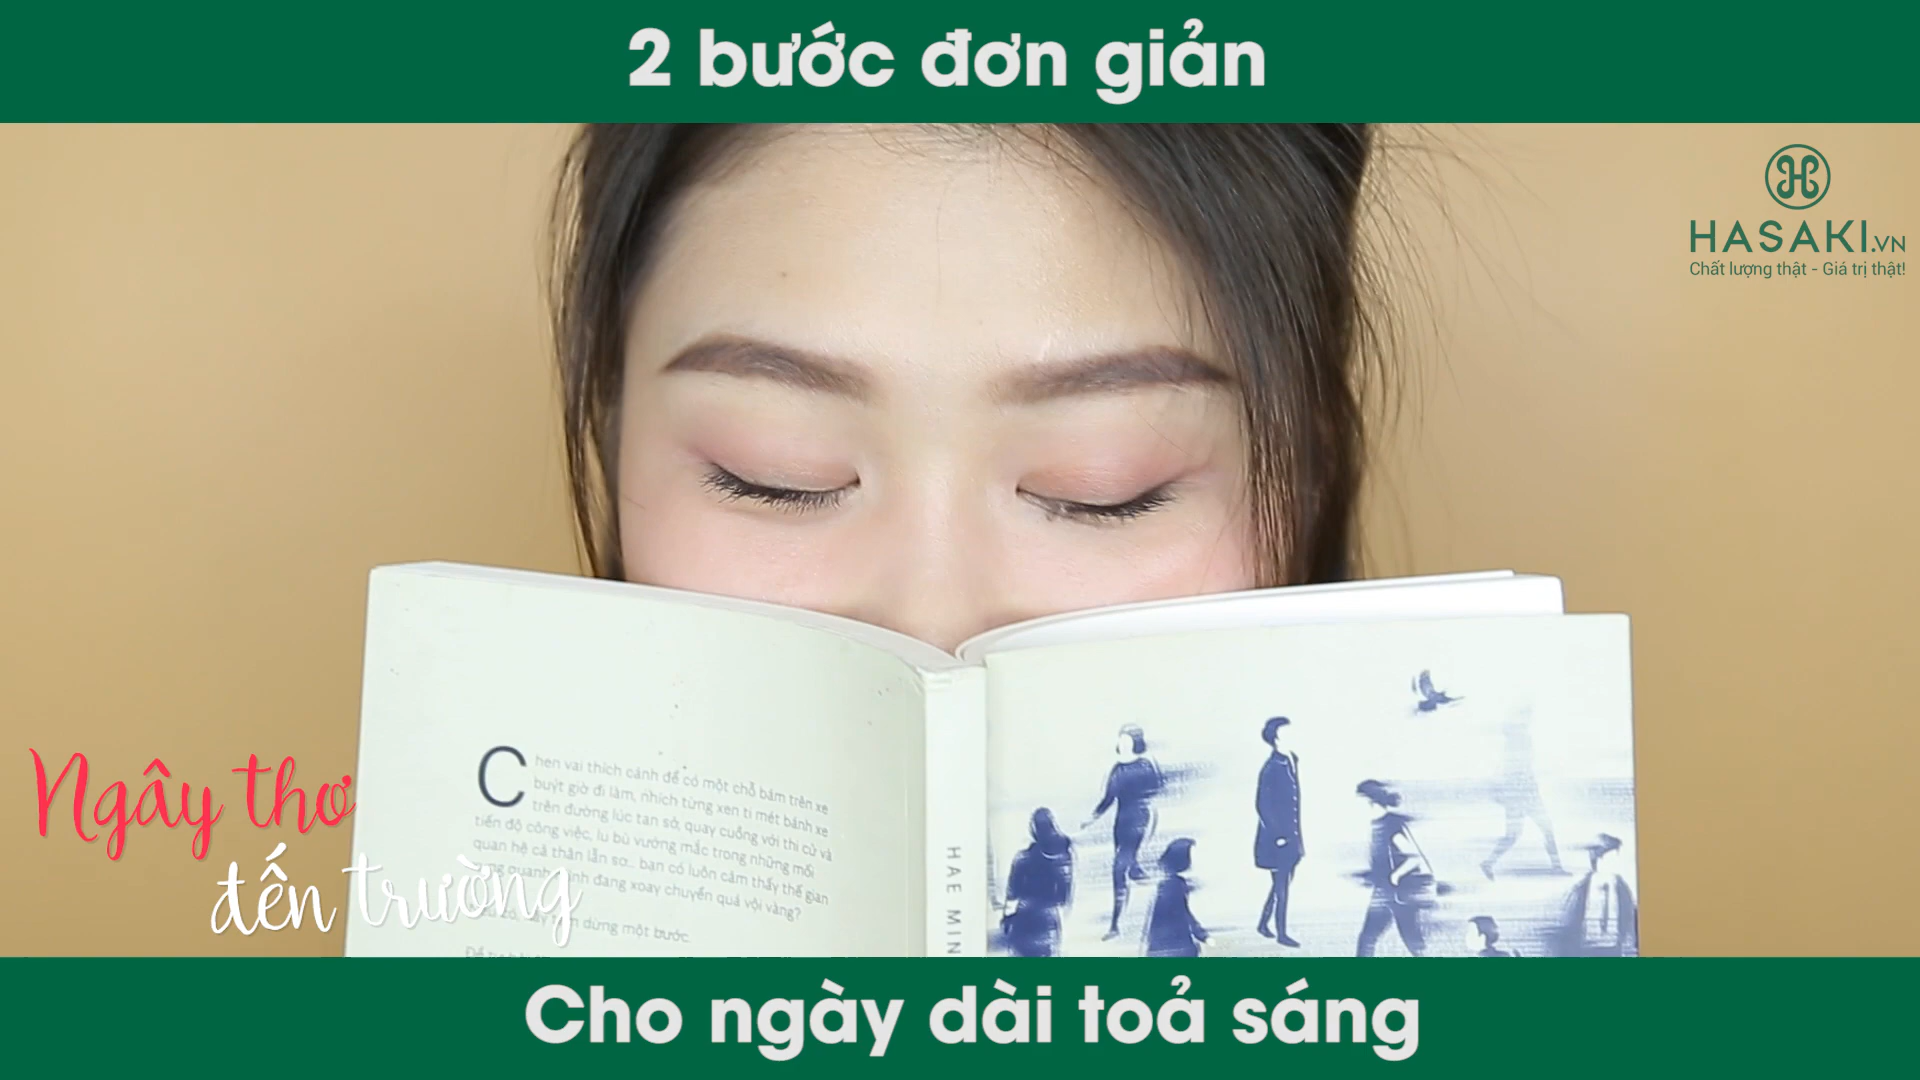 2 bước đơn giản
HASAKI.VN
Chất lượng thật - Giá trị thật!
Chen vai thích cánh để có một chỗ bám trên xe
buýt giờ đi làm, nhích từng xen ti mét bánh xe
trên đường lúc tan sở, quay cuồng với thi cử và
tiến độ công việc, lu bù vướng mắc trong những mối
quan hệ cả thân lẫn sơ... bạn có luôn cảm thấy thế gian
đang xoay chuyển quá vội vàng?
dừng một bước.
HAE MIN
Ngây thơ
đến trường
Cho ngày dài toả sáng